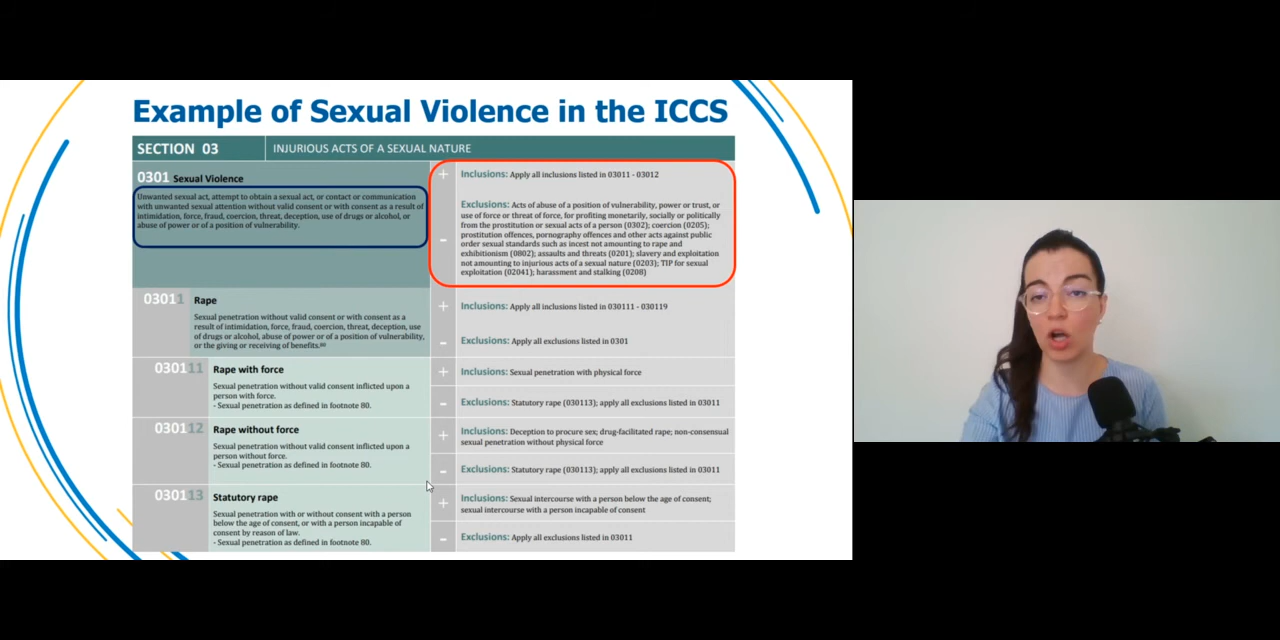 Example of Sexual Violence in the ICCS
SECTION 03
INJURIOUS ACTS OF A SEXUAL NATURE
0301 Sexual Violence
Unwanted sexual act, attempt to obtain a sexual act, or contact or communication
with unwanted sexual attention without valid consent or with consent as a result of
intimidation, force, fraud, coercion, threat, deception, use of drugs or alcohol, or
abuse of power or of a position of vulnerability.
+ Inclusions: Apply all inclusions listed in 03011 - 03012
- Exclusions: Acts of abuse of a position of vulnerability, power or trust, or
use of force or threat of force, for profiting monetarily, socially or politically
from the prostitution or sexual acts of a person (0302); coercion (0205);
prostitution offences, pornography offences and other acts against public
order sexual standards such as incest not amounting to rape and
exhibitionism (0802); assaults and threats (0201); slavery and exploitation
not amounting to injurious acts of a sexual nature (0203); TIP for sexual
exploitation (02041); harassment and stalking (0208)
03011 Rape
Sexual penetration without valid consent or with consent as a
result of intimidation, force, fraud, coercion, threat, deception, use
of drugs or alcohol, abuse of power or of a position of vulnerability,
or the giving or receiving of benefits.80
+ Inclusions: Apply all inclusions listed in 030111 - 030119
- Exclusions: Apply all exclusions listed in 0301
030111 Rape with force
Sexual penetration without valid consent inflicted upon a
person with force.
- Sexual penetration as defined in footnote 80.
+ Inclusions: Sexual penetration with physical force
- Exclusions: Statutory rape (030113); apply all exclusions listed in 03011
030112 Rape without force
Sexual penetration without valid consent inflicted upon a
person without force.
- Sexual penetration as defined in footnote 80.
+ Inclusions: Deception to procure sex; drug-facilitated rape; non-consensual
sexual penetration without physical force
- Exclusions: Statutory rape (030113); apply all exclusions listed in 03011
030113 Statutory rape
Sexual penetration with or without consent with a person
below the age of consent, or with a person incapable of
consent by reason of law.
- Sexual penetration as defined in footnote 80.
+ Inclusions: Sexual intercourse with a person below the age of consent;
sexual intercourse with a person incapable of consent
- Exclusions: Apply all exclusions listed in 03011